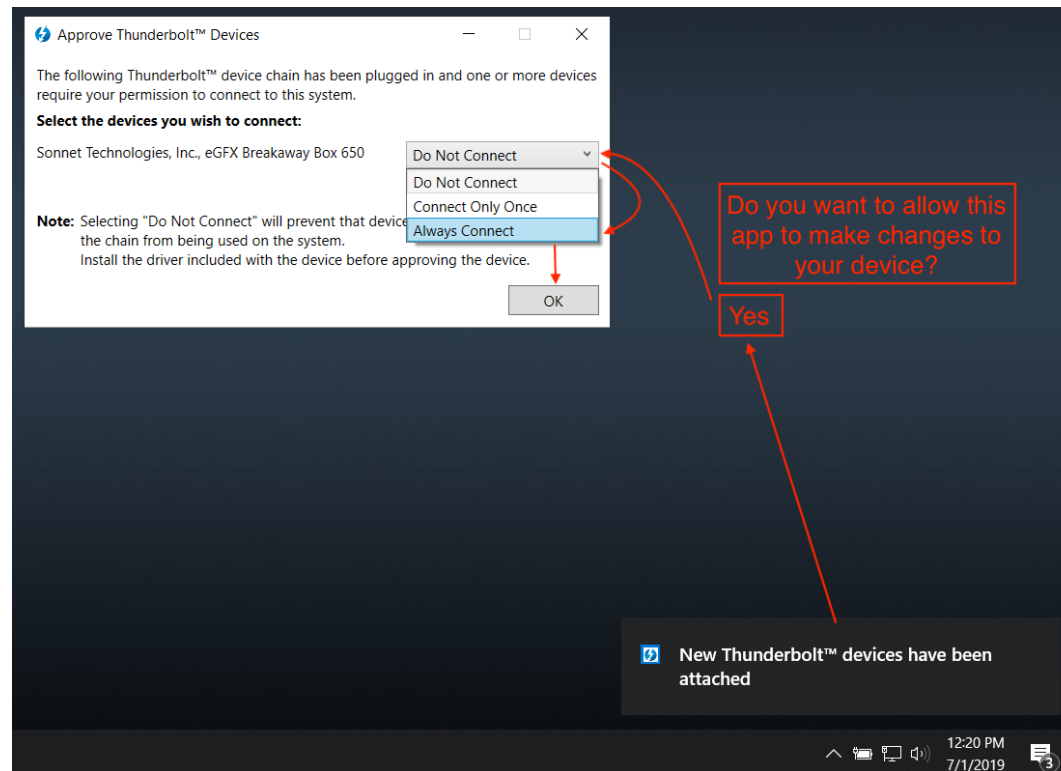 Approve Thunderbolt™ Devices
The following Thunderbolt™ device chain has been plugged in and one or more devices
require your permission to connect to this system.
Select the devices you wish to connect:
Sonnet Technologies, Inc., eGFX Breakaway Box 650
Do Not Connect
Do Not Connect
Connect Only Once
Always Connect
Note: Selecting "Do Not Connect" will prevent that device
the chain from being used on the system.
Install the driver included with the device before approving the device.
OK
Do you want to allow this
app to make changes to
your device?
Yes
New Thunderbolt™ devices have been
attached
12:20 PM
7/1/2019
3